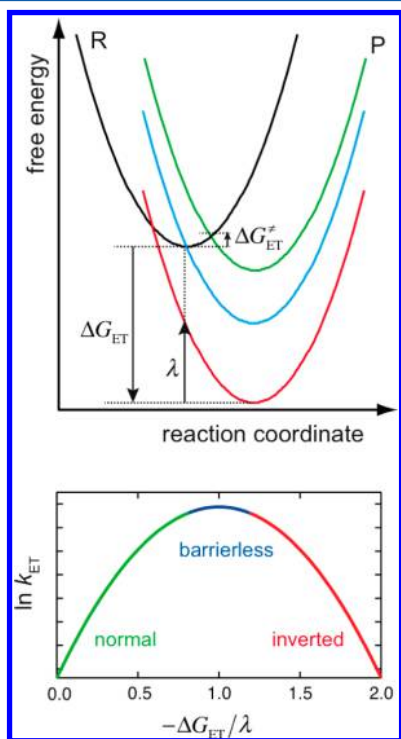 R P
free energy
ΔG≠ET
ΔGET
λ
reaction coordinate
ln kET
barrierless
normal inverted
0.0 0.5 1.0 1.5 2.0
−ΔGET/λ